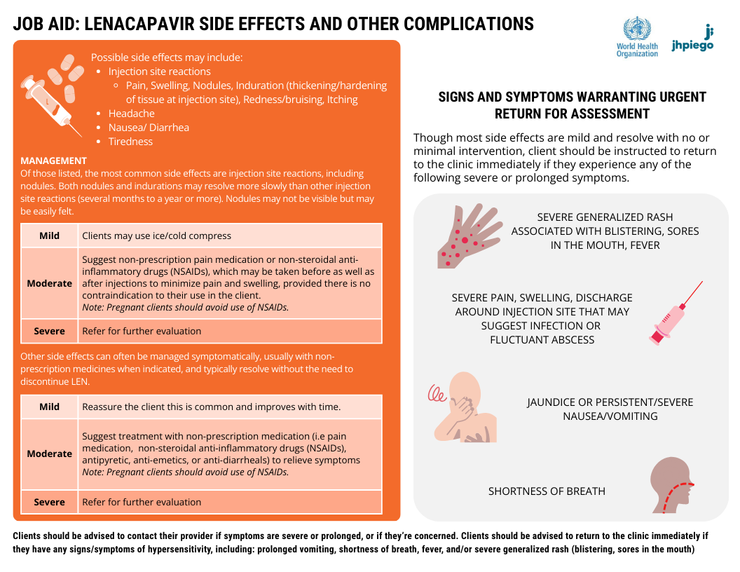 JOB AID: LENACAPAVIR SIDE EFFECTS AND OTHER COMPLICATIONS
World Health
Organization
jhpiego
Possible side effects may include:
• Injection site reactions
◦ Pain, Swelling, Nodules, Induration (thickening/hardening
of tissue at injection site), Redness/bruising, Itching
• Headache
• Nausea/ Diarrhea
• Tiredness
MANAGEMENT
Of those listed, the most common side effects are injection site reactions, including
nodules. Both nodules and indurations may resolve more slowly than other injection
site reactions (several months to a year or more). Nodules may not be visible but may
be easily felt.
Mild Clients may use ice/cold compress
Moderate Suggest non-prescription pain medication or non-steroidal anti-
inflammatory drugs (NSAIDs), which may be taken before as well as
after injections to minimize pain and swelling, provided there is no
contraindication to their use in the client.
Note: Pregnant clients should avoid use of NSAIDs.
Severe Refer for further evaluation
Other side effects can often be managed symptomatically, usually with non-
prescription medicines when indicated, and typically resolve without the need to
discontinue LEN.
Mild Reassure the client this is common and improves with time.
Moderate Suggest treatment with non-prescription medication (i.e pain
medication, non-steroidal anti-inflammatory drugs (NSAIDs),
antipyretic, anti-emetics, or anti-diarrheals) to relieve symptoms
Note: Pregnant clients should avoid use of NSAIDs.
Severe Refer for further evaluation
SIGNS AND SYMPTOMS WARRANTING URGENT
RETURN FOR ASSESSMENT
Though most side effects are mild and resolve with no or
minimal intervention, client should be instructed to return
to the clinic immediately if they experience any of the
following severe or prolonged symptoms.
SEVERE GENERALIZED RASH
ASSOCIATED WITH BLISTERING, SORES
IN THE MOUTH, FEVER
SEVERE PAIN, SWELLING, DISCHARGE
AROUND INJECTION SITE THAT MAY
SUGGEST INFECTION OR
FLUCTUANT ABSCESS
JAUNDICE OR PERSISTENT/SEVERE
NAUSEA/VOMITING
SHORTNESS OF BREATH
Clients should be advised to contact their provider if symptoms are severe or prolonged, or if they're concerned. Clients should be advised to return to the clinic immediately if
they have any signs/symptoms of hypersensitivity, including: prolonged vomiting, shortness of breath, fever, and/or severe generalized rash (blistering, sores in the mouth)